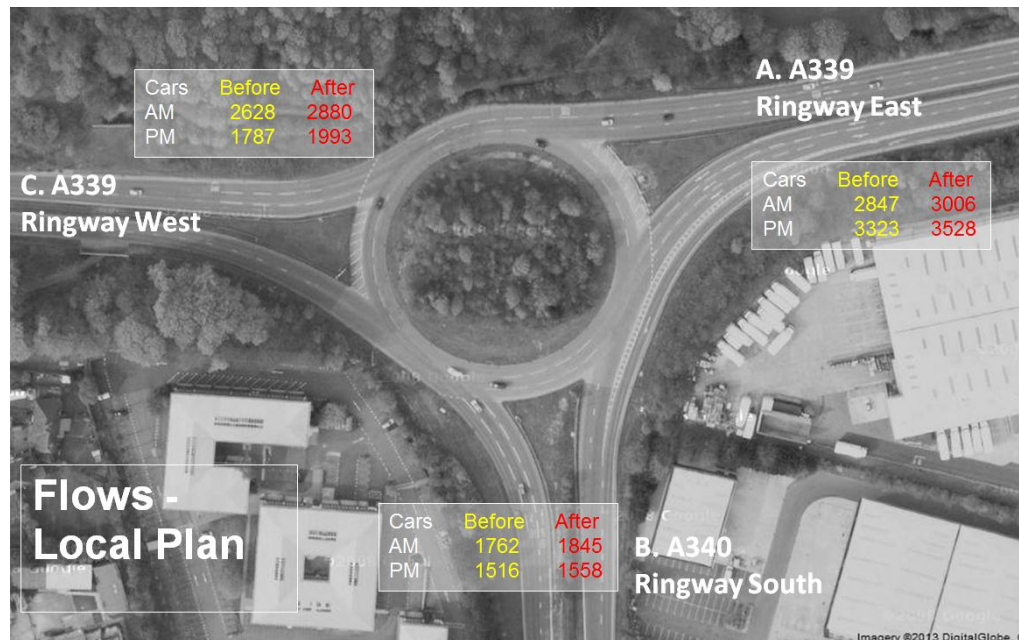 A. A339
Ringway East
Cars Before After
AM 2628 2880
PM 1787 1993
C. A339
Ringway West
Cars Before After
AM 2847 3006
PM 3323 3528
Flows -
Local Plan
Cars Before After
AM 1762 1845
PM 1516 1558
B. A340
Ringway South
Imagery ©2013 DigitalGlobe